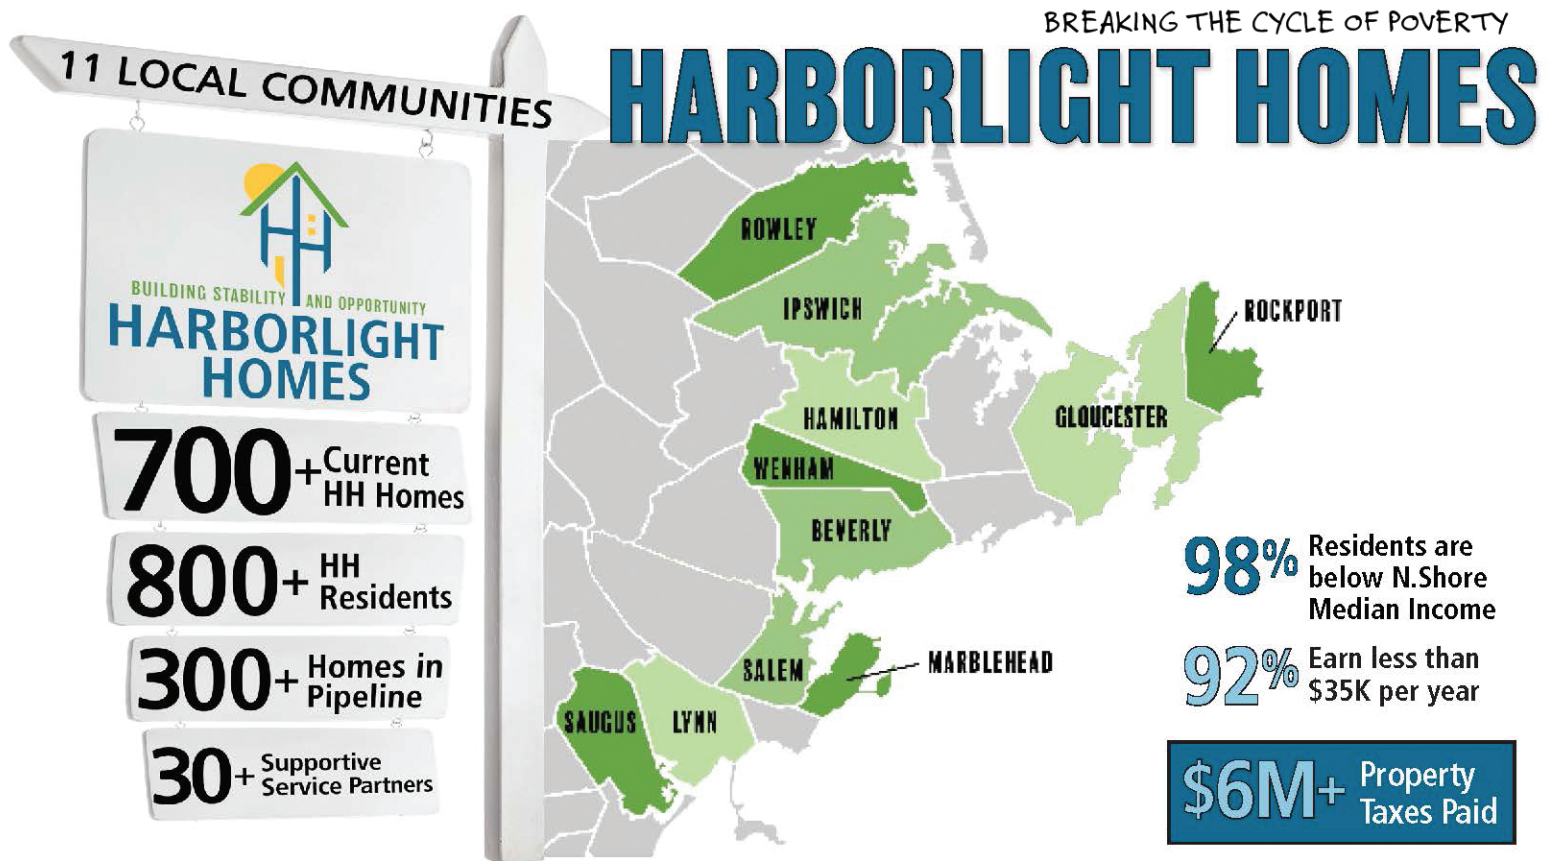 BREAKING THE CYCLE OF POVERTY
HARBORLIGHT HOMES
11 LOCAL COMMUNITIES
BUILDING STABILITY AND OPPORTUNITY
HARBORLIGHT
HOMES
700+ Current
HH Homes
800+ HH
Residents
300+ Homes in
Pipeline
30+ Supportive
Service Partners
ROWLEY
IPSWICH
ROCKPORT
HAMILTON
GLOUCESTER
WENHAM
BEVERLY
SALEM
MARBLEHEAD
SAUGUS
LYNN
98% Residents are
below N.Shore
Median Income
92% Earn less than
$35K per year
$6M+ Property
Taxes Paid